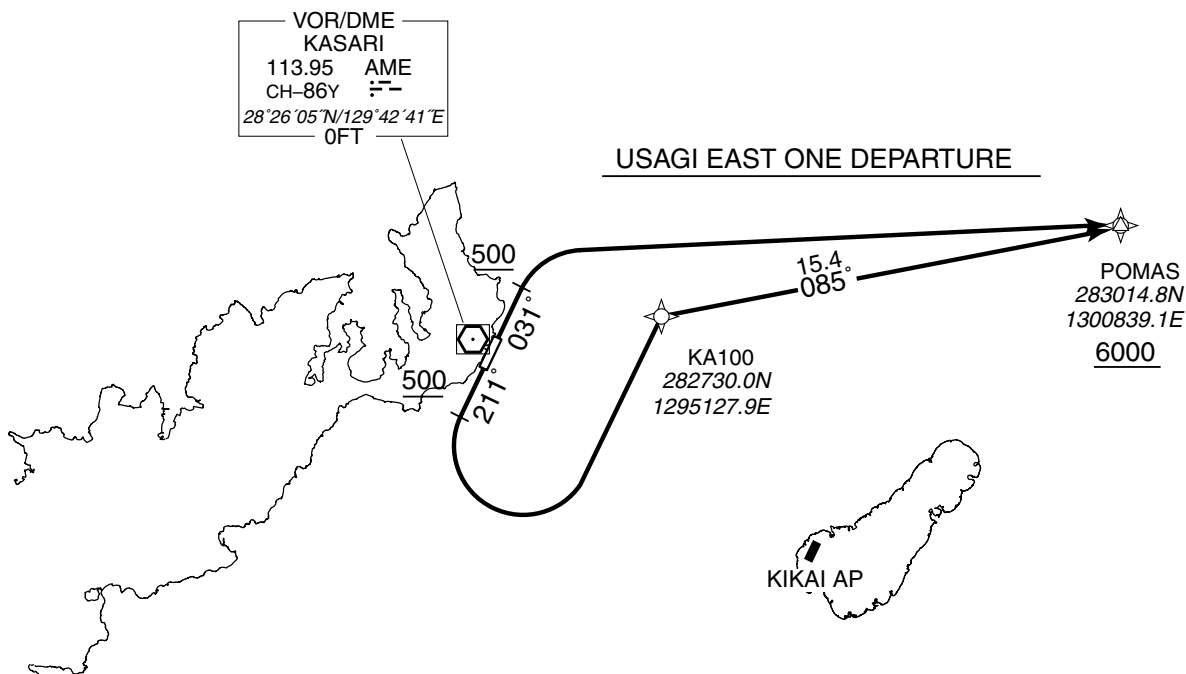 VOR/DME
KASARI
113.95 AME
CH–86Y
28°26´05˝N/129°42´41˝E
0FT
USAGI EAST ONE DEPARTURE
500
031°
15.4
085°
POMAS
283014.8N
1300839.1E
6000
KA100
282730.0N
1295127.9E
500
211°
KIKAI AP